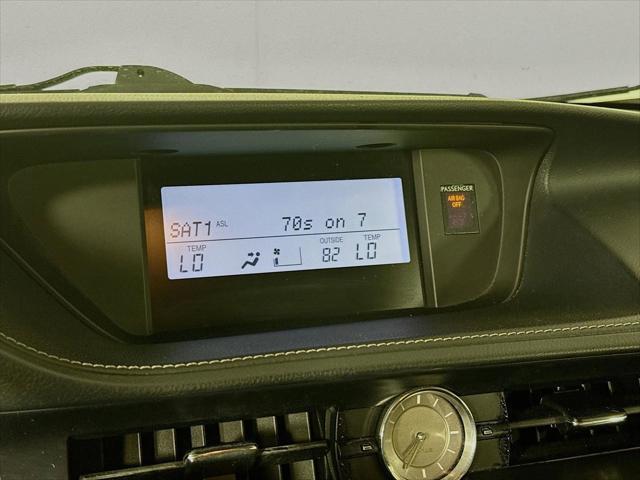 SAT1 ASL 70s on 7
TEMP OUTSIDE TEMP
LO 82 LO
PASSENGER
AIR BAG
OFF